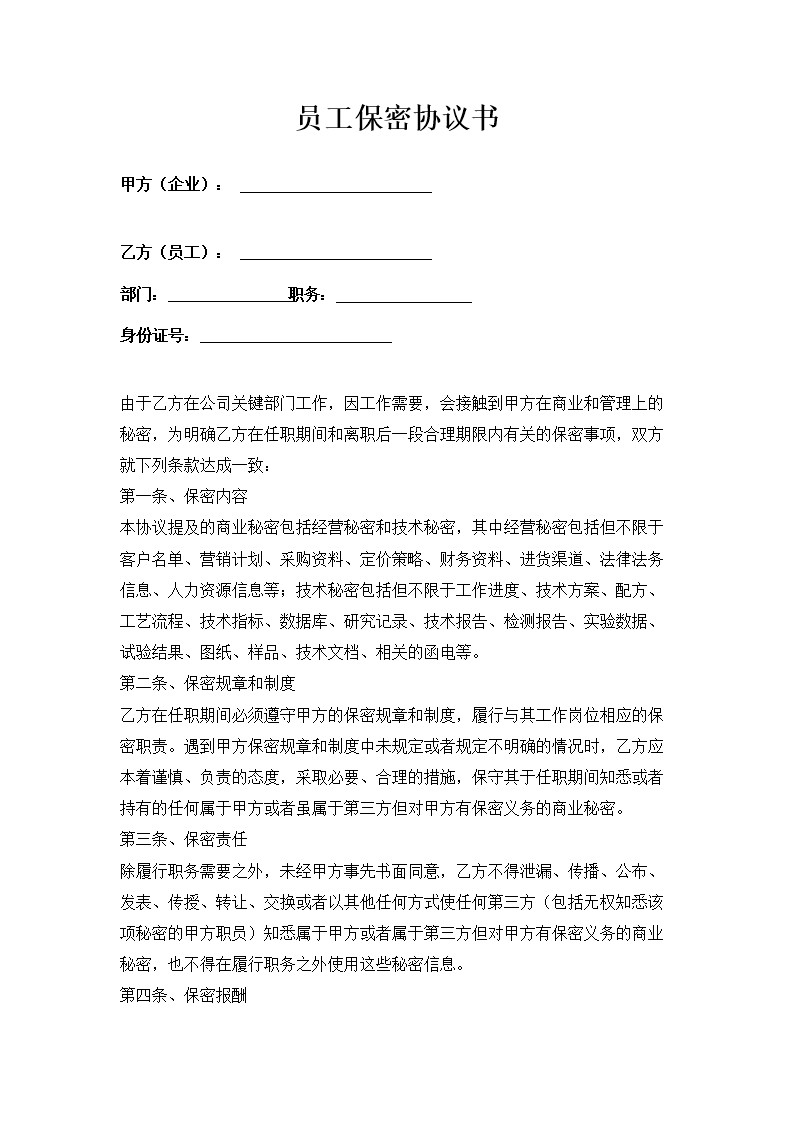 员工保密协议书
甲方（企业）：
乙方（员工）：
部门：职务：
身份证号：
由于乙方在公司关键部门工作，因工作需要，会接触到甲方在商业和管理上的
秘密，为明确乙方在任职期间和离职后一段合理期限内有关的保密事项，双方
就下列条款达成一致：
第一条、保密内容
本协议提及的商业秘密包括经营秘密和技术秘密，其中经营秘密包括但不限于
客户名单、营销计划、采购资料、定价策略、财务资料、进货渠道、法律法务
信息、人力资源信息等；技术秘密包括但不限于工作进度、技术方案、配方、
工艺流程、技术指标、数据库、研究记录、技术报告、检测报告、实验数据、
试验结果、图纸、样品、技术文档、相关的函电等。
第二条、保密规章和制度
乙方在任职期间必须遵守甲方的保密规章和制度，履行与其工作岗位相应的保
密职责。遇到甲方保密规章和制度中未规定或者规定不明确的情况时，乙方应
本着谨慎、负责的态度，采取必要、合理的措施，保守其于任职期间知悉或者
持有的任何属于甲方或者虽属于第三方但对甲方有保密义务的商业秘密。
第三条、保密责任
除履行职务需要之外，未经甲方事先书面同意，乙方不得泄漏、传播、公布、
发表、传授、转让、交换或者以其他任何方式使任何第三方（包括无权知悉该
项秘密的甲方职员）知悉属于甲方或者属于第三方但对甲方有保密义务的商业
秘密，也不得在履行职务之外使用这些秘密信息。
第四条、保密报酬